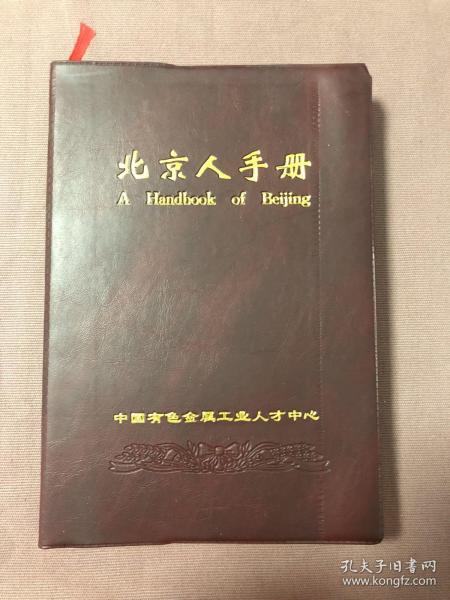 北京人手册
A Handbook of Beijing
中国有色金属工业人才中心
孔夫子旧书网
www.kongfz.com